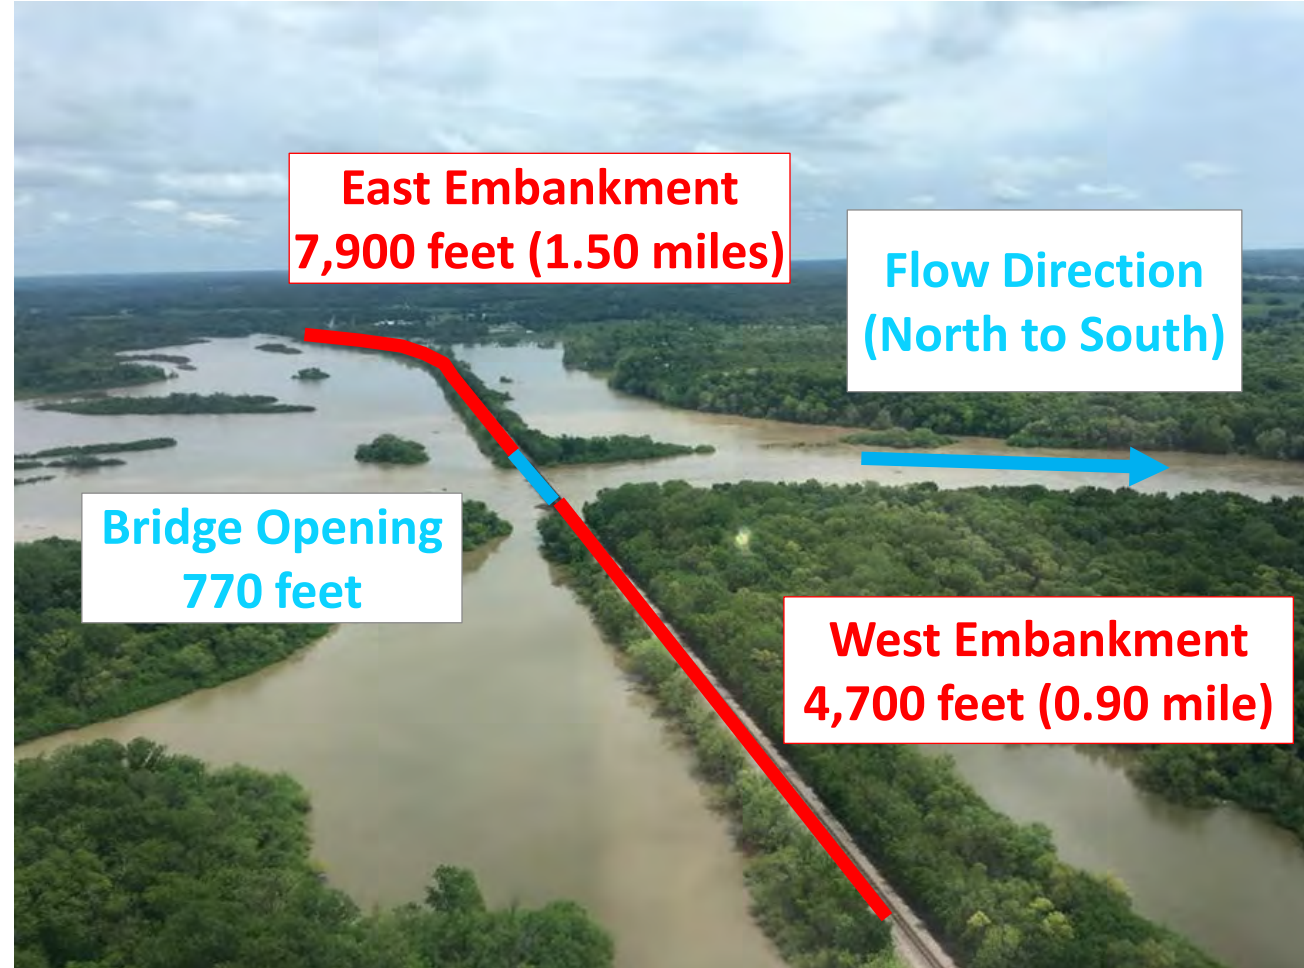 East Embankment
7,900 feet (1.50 miles)
Flow Direction
(North to South)
Bridge Opening
770 feet
West Embankment
4,700 feet (0.90 mile)